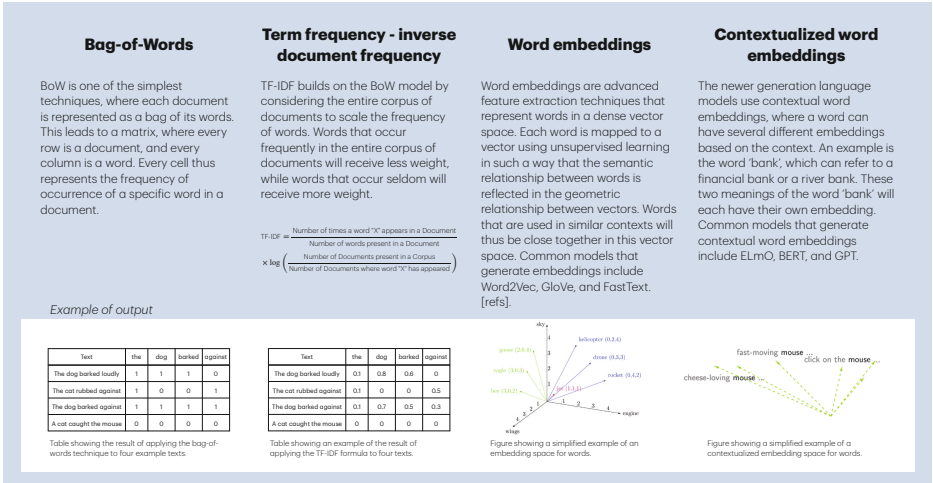 Bag-of-Words
BoW is one of the simplest
techniques, where each document
is represented as a bag of its words.
This leads to a matrix, where every
row is a document, and every
column is a word. Every cell thus
represents the frequency of
occurrence of a specific word in a
document.
Term frequency - inverse
document frequency
TF-IDF builds on the BoW model by
considering the entire corpus of
documents to scale the frequency
of words. Words that occur
frequently in the entire corpus of
documents will receive less weight,
while words that occur seldom will
receive more weight.
TF-IDF = Number of times a word "X" appears in a Document
Number of words present in a Document
× log ( Number of Documents present in a Corpus
Number of Documents where word "X" has appeared )
Word embeddings
Word embeddings are advanced
feature extraction techniques that
represent words in a dense vector
space. Each word is mapped to a
vector using unsupervised learning
in such a way that the semantic
relationship between words is
reflected in the geometric
relationship between vectors. Words
that are used in similar contexts will
thus be close together in this vector
space. Common models that
generate embeddings include
Word2Vec, GloVe, and FastText.
[refs].
Contextualized word
embeddings
The newer generation language
models use contextual word
embeddings, where a word can
have several different embeddings
based on the context. An example is
the word ‘bank’, which can refer to a
financial bank or a river bank. These
two meanings of the word ‘bank’ will
each have their own embedding.
Common models that generate
contextual word embeddings
include ELmO, BERT, and GPT.
Example of output
Text the dog barked against
The dog barked loudly 1 1 1 0
The cat rubbed against 1 0 0 1
The dog barked against 1 1 1 1
A cat caught the mouse 0 0 0 0
Table showing the result of applying the bag-of-
words technique to four example texts.
Text the dog barked against
The dog barked loudly 0.1 0.8 0.6 0
The cat rubbed against 0.1 0 0 0.5
The dog barked against 0.1 0.7 0.5 0.3
A cat caught the mouse 0 0 0 0
Table showing an example of the result of
applying the TF-IDF formula to four texts.
sky
helicopter (0,2,4)
drone (0,3,3)
rocket (0,4,2)
engine
wings
4
3
2
1
1 2 3 4
1
2
3
4
Figure showing a simplified example of an
embedding space for words.
fast-moving mouse ...
click on the mouse ...
cheese-loving mouse ...
Figure showing a simplified example of a
contextualized embedding space for words.